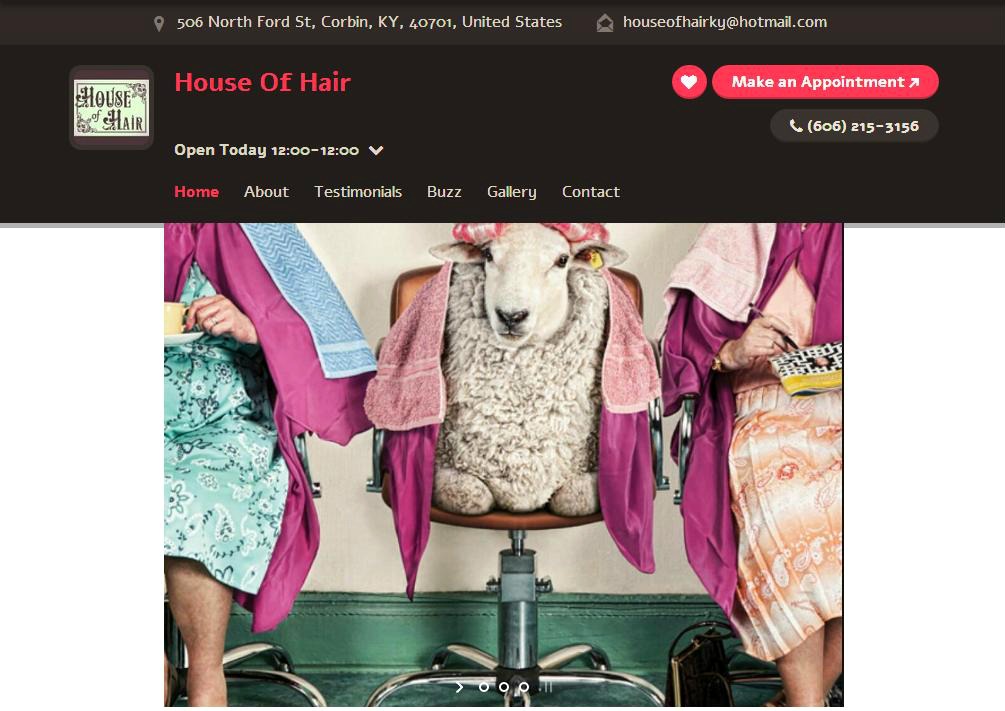 506 North Ford St, Corbin, KY, 40701, United States
houseofhairky@hotmail.com
HOUSE
of
HAIR
House Of Hair
Make an Appointment
(606) 215-3156
Open Today 12:00-12:00
Home About Testimonials Buzz Gallery Contact